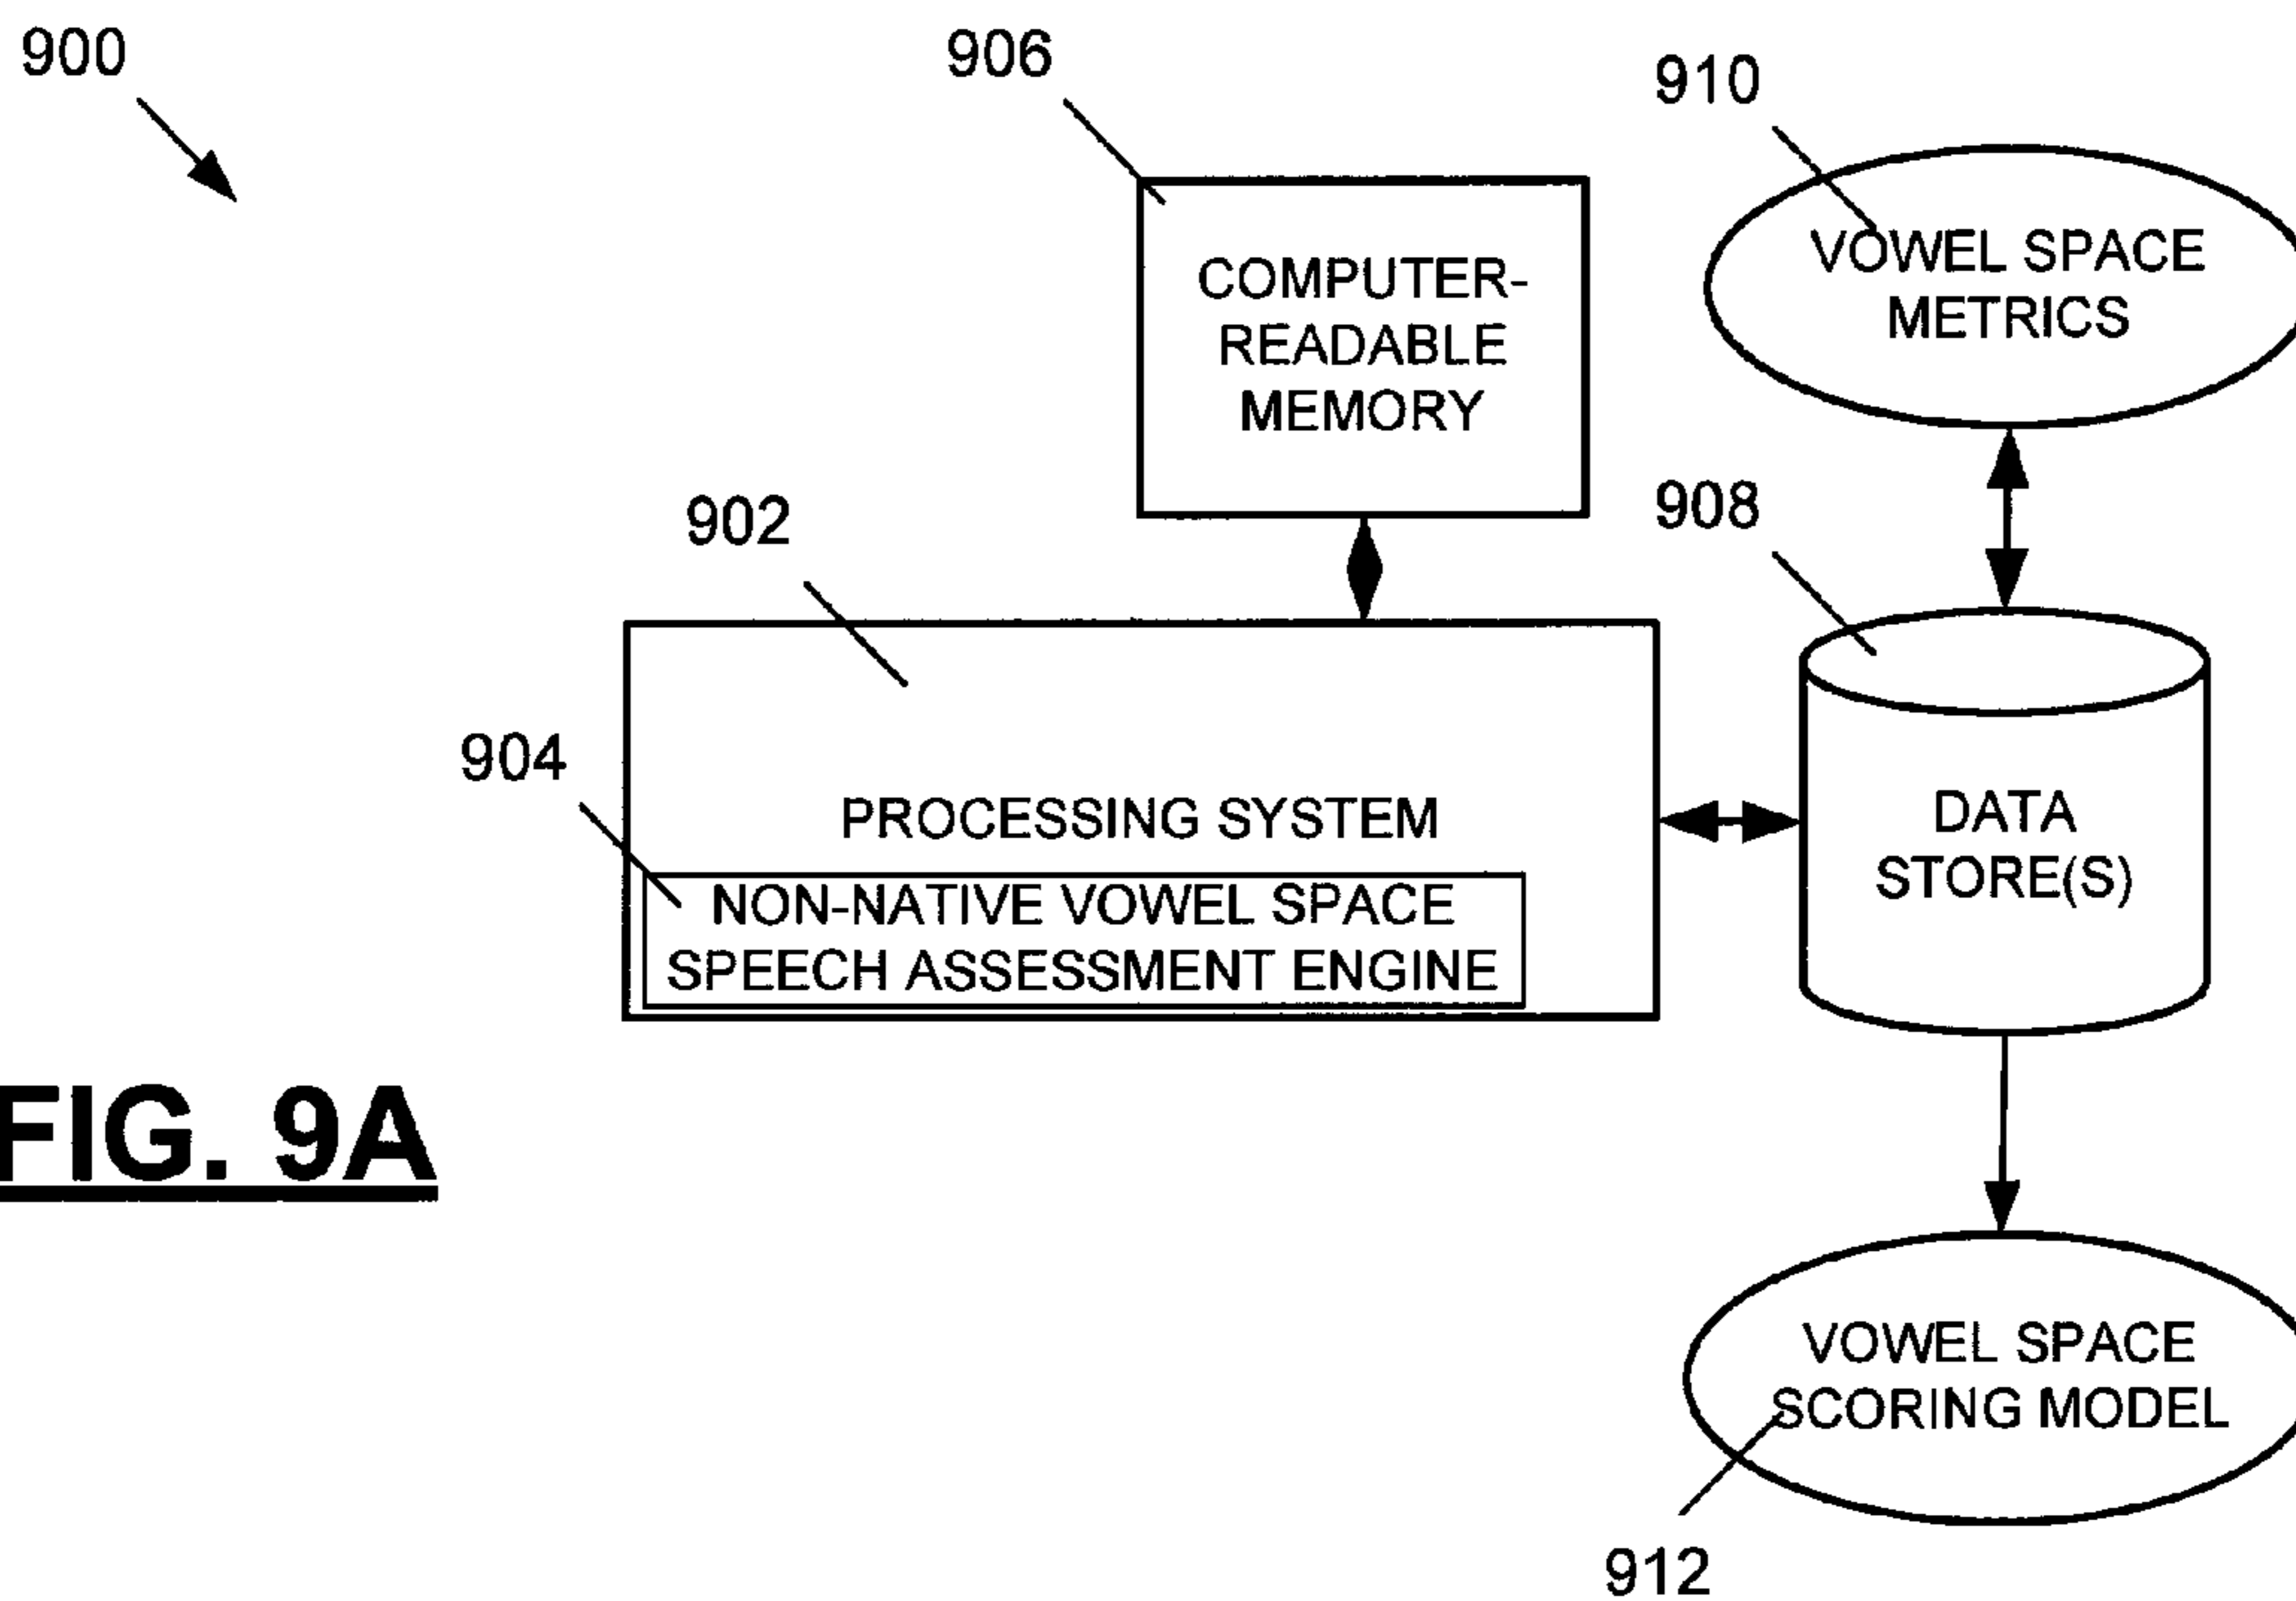 900
906
910
COMPUTER-
READABLE
MEMORY
VOWEL SPACE
METRICS
902
908
904
PROCESSING SYSTEM
NON-NATIVE VOWEL SPACE
SPEECH ASSESSMENT ENGINE
DATA
STORE(S)
FIG. 9A
VOWEL SPACE
SCORING MODEL
912